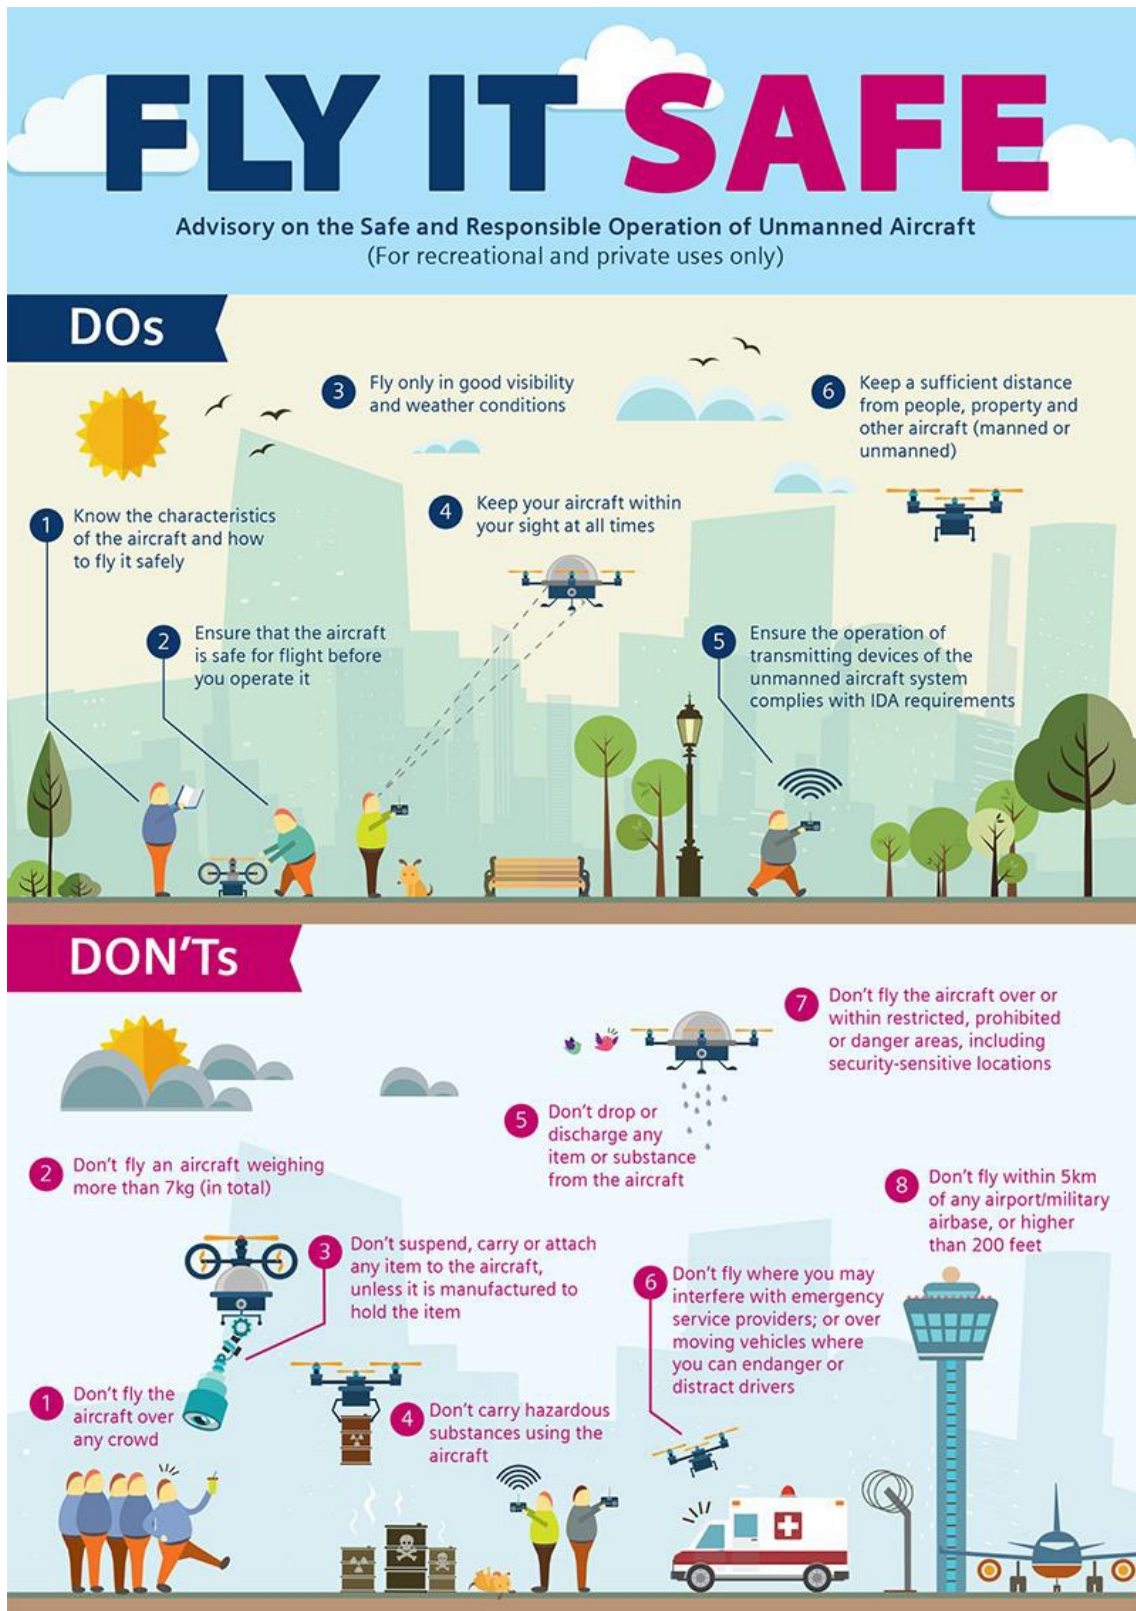 FLY IT SAFE
Advisory on the Safe and Responsible Operation of Unmanned Aircraft
(For recreational and private uses only)
DOs
1
Know the characteristics
of the aircraft and how
to fly it safely
2
Ensure that the aircraft
is safe for flight before
you operate it
3
Fly only in good visibility
and weather conditions
4
Keep your aircraft within
your sight at all times
5
Ensure the operation of
transmitting devices of the
unmanned aircraft system
complies with IDA requirements
6
Keep a sufficient distance
from people, property and
other aircraft (manned or
unmanned)
DON'Ts
1
Don't fly the
aircraft over
any crowd
2
Don't fly an aircraft weighing
more than 7kg (in total)
3
Don't suspend, carry or attach
any item to the aircraft,
unless it is manufactured to
hold the item
4
Don't carry hazardous
substances using the
aircraft
5
Don't drop or
discharge any
item or substance
from the aircraft
6
Don't fly where you may
interfere with emergency
service providers; or over
moving vehicles where
you can endanger or
distract drivers
7
Don't fly the aircraft over or
within restricted, prohibited
or danger areas, including
security-sensitive locations
8
Don't fly within 5km
of any airport/military
airbase, or higher
than 200 feet